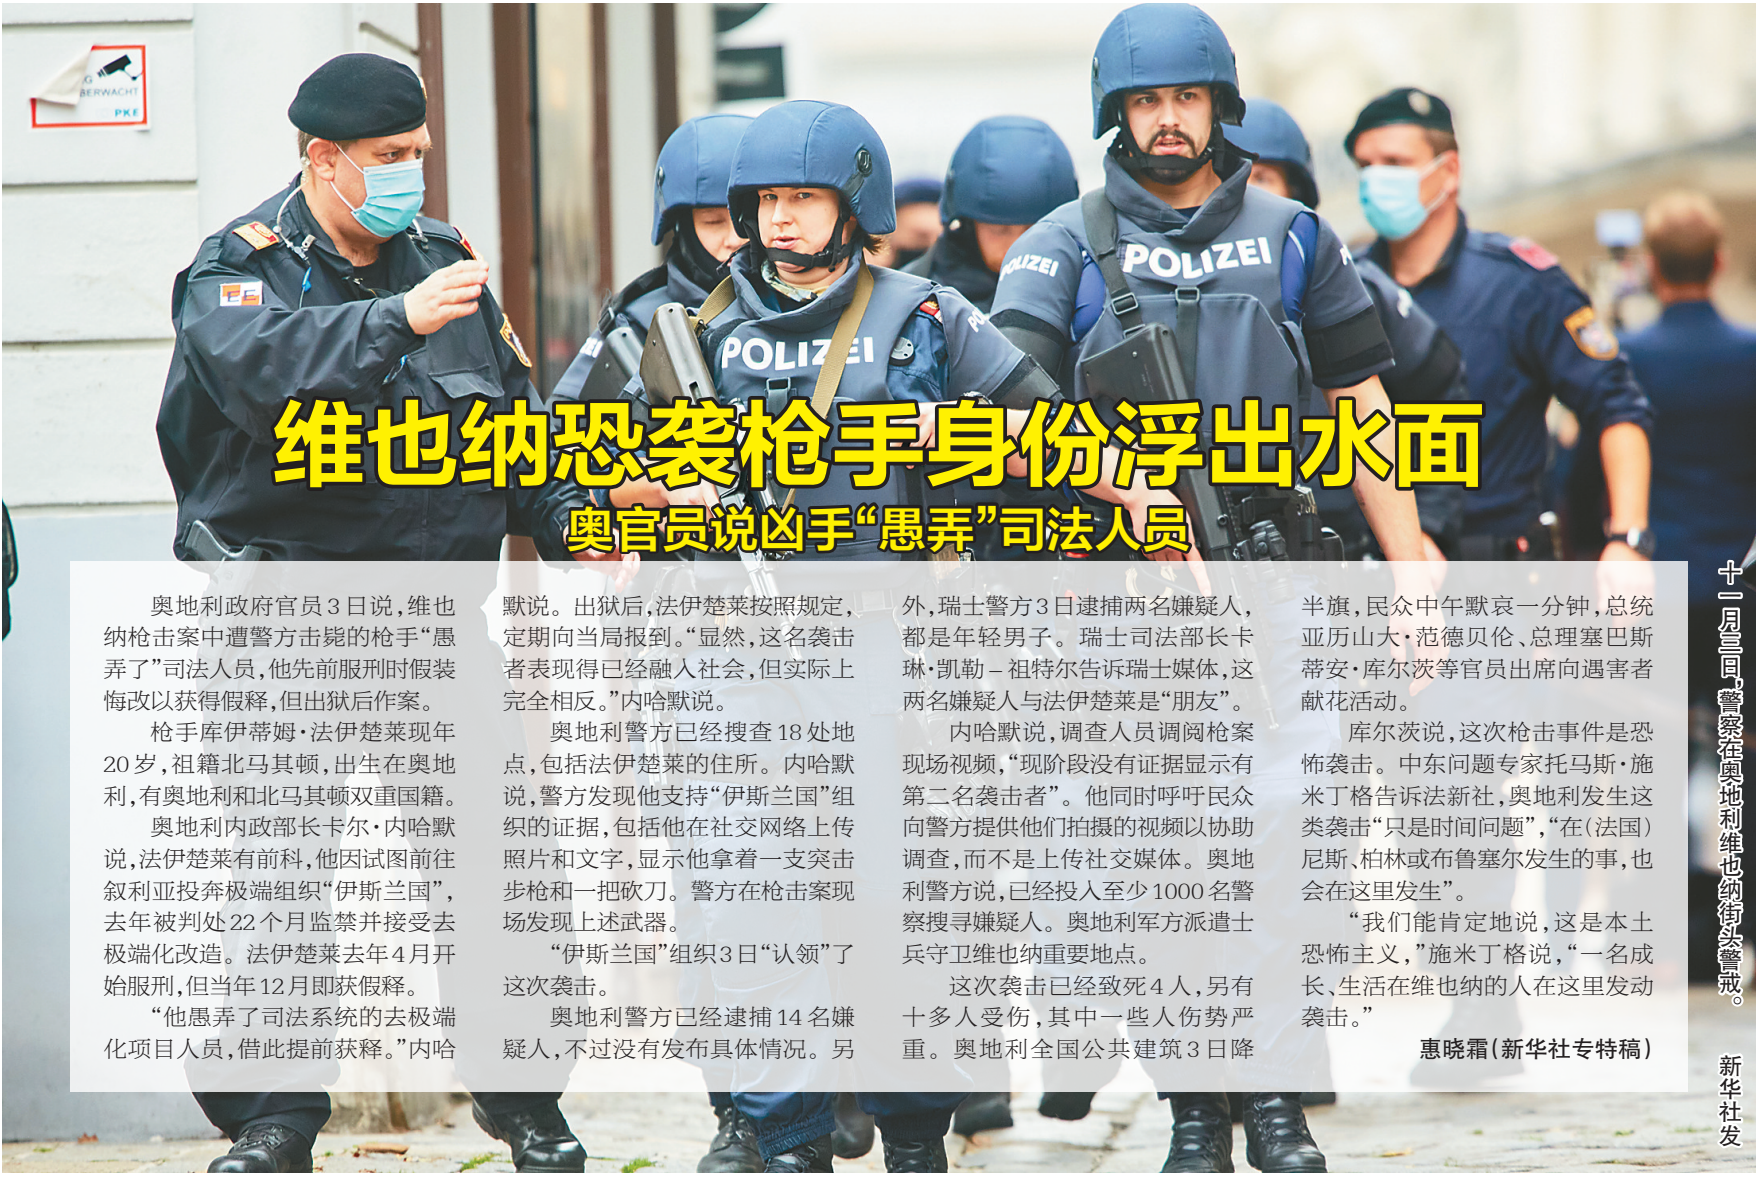 G
BERWACHT
PKE
EE
POLIZEI
POLIZEI
POLIZEI
维也纳恐袭枪手身份浮出水面
奥官员说凶手“愚弄”司法人员
奥地利政府官员3日说,维也
纳枪击案中遭警方击毙的枪手“愚
弄了”司法人员,他先前服刑时假装
悔改以获得假释,但出狱后作案。
枪手库伊蒂姆·法伊楚莱现年
20岁,祖籍北马其顿,出生在奥地
利,有奥地利和北马其顿双重国籍。
奥地利内政部长卡尔·内哈默
说,法伊楚莱有前科,他因试图前往
叙利亚投奔极端组织“伊斯兰国”,
去年被判处22个月监禁并接受去
极端化改造。法伊楚莱去年4月开
始服刑,但当年12月即获假释。
“他愚弄了司法系统的去极端
化项目人员,借此提前获释。”内哈
默说。出狱后,法伊楚莱按照规定,
定期向当局报到。“显然,这名袭击
者表现得已经融入社会,但实际上
完全相反。”内哈默说。
奥地利警方已经搜查18处地
点,包括法伊楚莱的住所。内哈默
说,警方发现他支持“伊斯兰国”组
织的证据,包括他在社交网络上传
照片和文字,显示他拿着一支突击
步枪和一把砍刀。警方在枪击案现
场发现上述武器。
“伊斯兰国”组织3日“认领”了
这次袭击。
奥地利警方已经逮捕14名嫌
疑人,不过没有发布具体情况。另
外,瑞士警方3日逮捕两名嫌疑人,
都是年轻男子。瑞士司法部长卡
琳·凯勒－祖特尔告诉瑞士媒体,这
两名嫌疑人与法伊楚莱是“朋友”。
内哈默说,调查人员调阅枪案
现场视频,“现阶段没有证据显示有
第二名袭击者”。他同时呼吁民众
向警方提供他们拍摄的视频以协助
调查,而不是上传社交媒体。奥地
利警方说,已经投入至少1000名警
察搜寻嫌疑人。奥地利军方派遣士
兵守卫维也纳重要地点。
这次袭击已经致死4人,另有
十多人受伤,其中一些人伤势严
重。奥地利全国公共建筑3日降
半旗,民众中午默哀一分钟,总统
亚历山大·范德贝伦、总理塞巴斯
蒂安·库尔茨等官员出席向遇害者
献花活动。
库尔茨说,这次枪击事件是恐
怖袭击。中东问题专家托马斯·施
米丁格告诉法新社,奥地利发生这
类袭击“只是时间问题”,“在(法国)
尼斯、柏林或布鲁塞尔发生的事,也
会在这里发生”。
“我们能肯定地说,这是本土
恐怖主义,”施米丁格说,“一名成
长、生活在维也纳的人在这里发动
袭击。”
惠晓霜(新华社专特稿)
十一月三日,警察在奥地利维也纳街头警戒。 新华社发